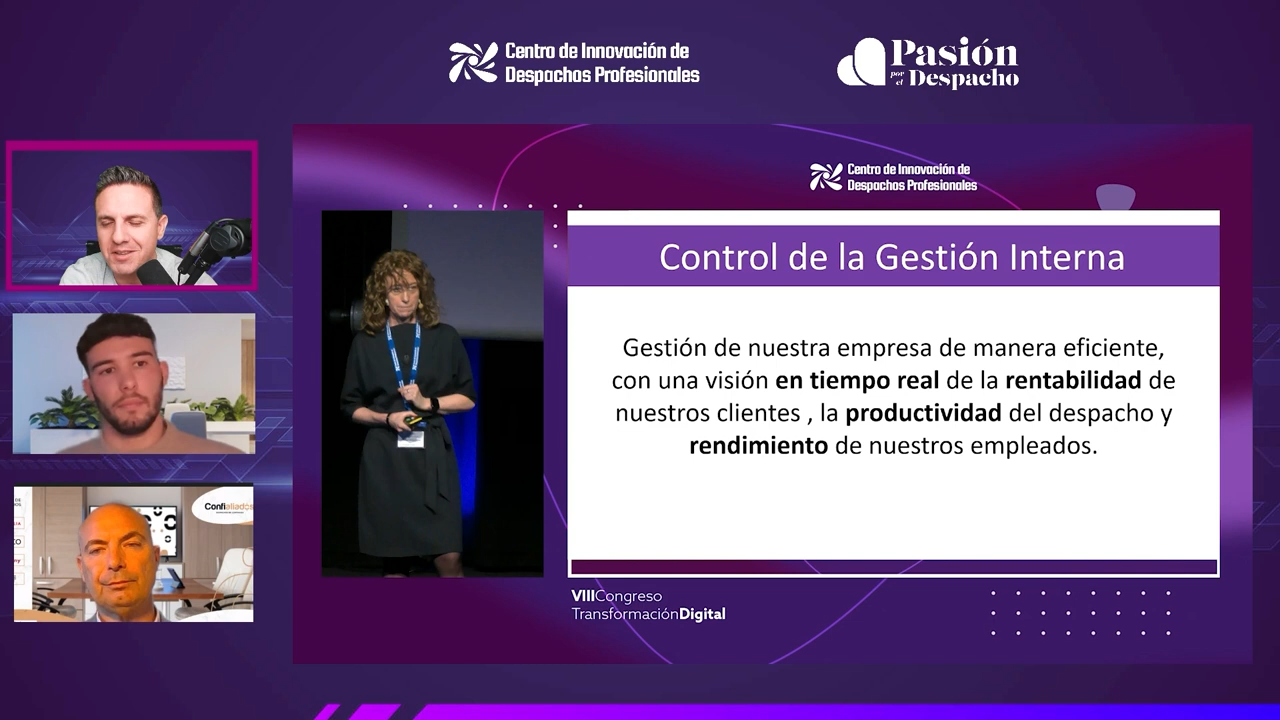 Centro de Innovación de
Despachos Profesionales
Pasión
por el Despacho
Centro de Innovación de
Despachos Profesionales
Control de la Gestión Interna
Gestión de nuestra empresa de manera eficiente,
con una visión en tiempo real de la rentabilidad de
nuestros clientes , la productividad del despacho y
rendimiento de nuestros empleados.
Confialiados
VIIICongreso
TransformaciónDigital